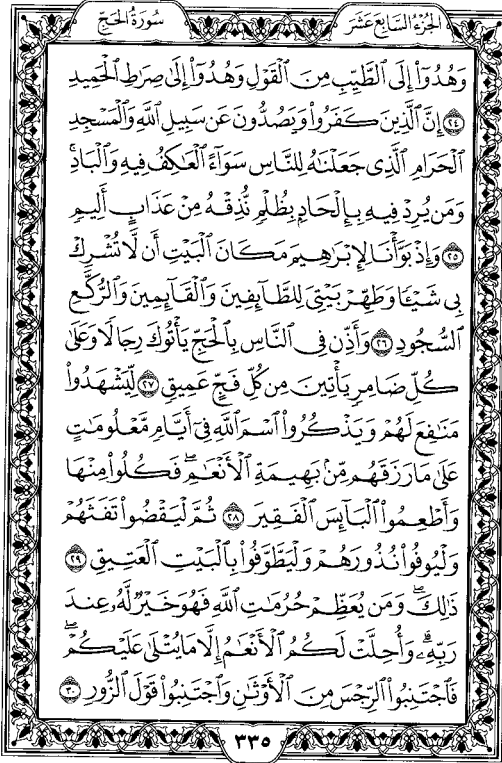 الجزء السابع عشر
سورة الحج
وَهُدُوٓا۟ إِلَى ٱلطَّيِّبِ مِنَ ٱلْقَوْلِ وَهُدُوٓا۟ إِلَىٰ صِرَٰطِ ٱلْحَمِيدِ
٢٤ إِنَّ ٱلَّذِينَ كَفَرُوا۟ وَيَصُدُّونَ عَن سَبِيلِ ٱللَّهِ وَٱلْمَسْجِدِ
ٱلْحَرَامِ ٱلَّذِى جَعَلْنَٰهُ لِلنَّاسِ سَوَآءً ٱلْعَٰكِفُ فِيهِ وَٱلْبَادِ ۚ
وَمَن يُرِدْ فِيهِ بِإِلْحَادٍۭ بِظُلْمٍ نُّذِقْهُ مِنْ عَذَابٍ أَلِيمٍ
٢٥ وَإِذْ بَوَّأْنَا لِإِبْرَٰهِيمَ مَكَانَ ٱلْبَيْتِ أَن لَّا تُشْرِكْ
بِى شَيْـًٔا وَطَهِّرْ بَيْتِىَ لِلطَّآئِفِينَ وَٱلْقَآئِمِينَ وَٱلرُّكَّعِ
ٱلسُّجُودِ ٢٦ وَأَذِّن فِى ٱلنَّاسِ بِٱلْحَجِّ يَأْتُوكَ رِجَالًا وَعَلَىٰ
كُلِّ ضَامِرٍ يَأْتِينَ مِن كُلِّ فَجٍّ عَمِيقٍ ٢٧ لِّيَشْهَدُوا۟
مَنَٰفِعَ لَهُمْ وَيَذْكُرُوا۟ ٱسْمَ ٱللَّهِ فِىٓ أَيَّامٍ مَّعْلُومَٰتٍ
عَلَىٰ مَا رَزَقَهُم مِّنۢ بَهِيمَةِ ٱلْأَنْعَٰمِ ۖ فَكُلُوا۟ مِنْهَا
وَأَطْعِمُوا۟ ٱلْبَآئِسَ ٱلْفَقِيرَ ٢٨ ثُمَّ لْيَقْضُوا۟ تَفَثَهُمْ
وَلْيُوفُوا۟ نُذُورَهُمْ وَلْيَطَّوَّفُوا۟ بِٱلْبَيْتِ ٱلْعَتِيقِ ٢٩
ذَٰلِكَ وَمَن يُعَظِّمْ حُرُمَٰتِ ٱللَّهِ فَهُوَ خَيْرٌ لَّهُۥ عِندَ
رَبِّهِۦ ۗ وَأُحِلَّتْ لَكُمُ ٱلْأَنْعَٰمُ إِلَّا مَا يُتْلَىٰ عَلَيْكُمْ ۖ
فَٱجْتَنِبُوا۟ ٱلرِّجْسَ مِنَ ٱلْأَوْثَٰنِ وَٱجْتَنِبُوا۟ قَوْلَ ٱلزُّورِ ٣٠
٣٣٥